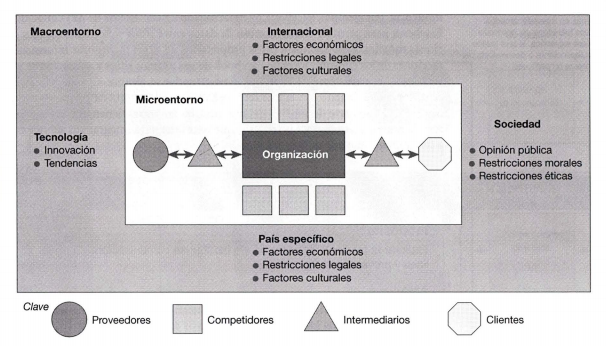 Macroentorno
Internacional
● Factores económicos
● Restricciones legales
● Factores culturales
Microentorno
Tecnología
● Innovación
● Tendencias
Organización
Sociedad
● Opinión pública
● Restricciones morales
● Restricciones éticas
País específico
● Factores económicos
● Restricciones legales
● Factores culturales
Clave
Proveedores
Competidores
Intermediarios
Clientes